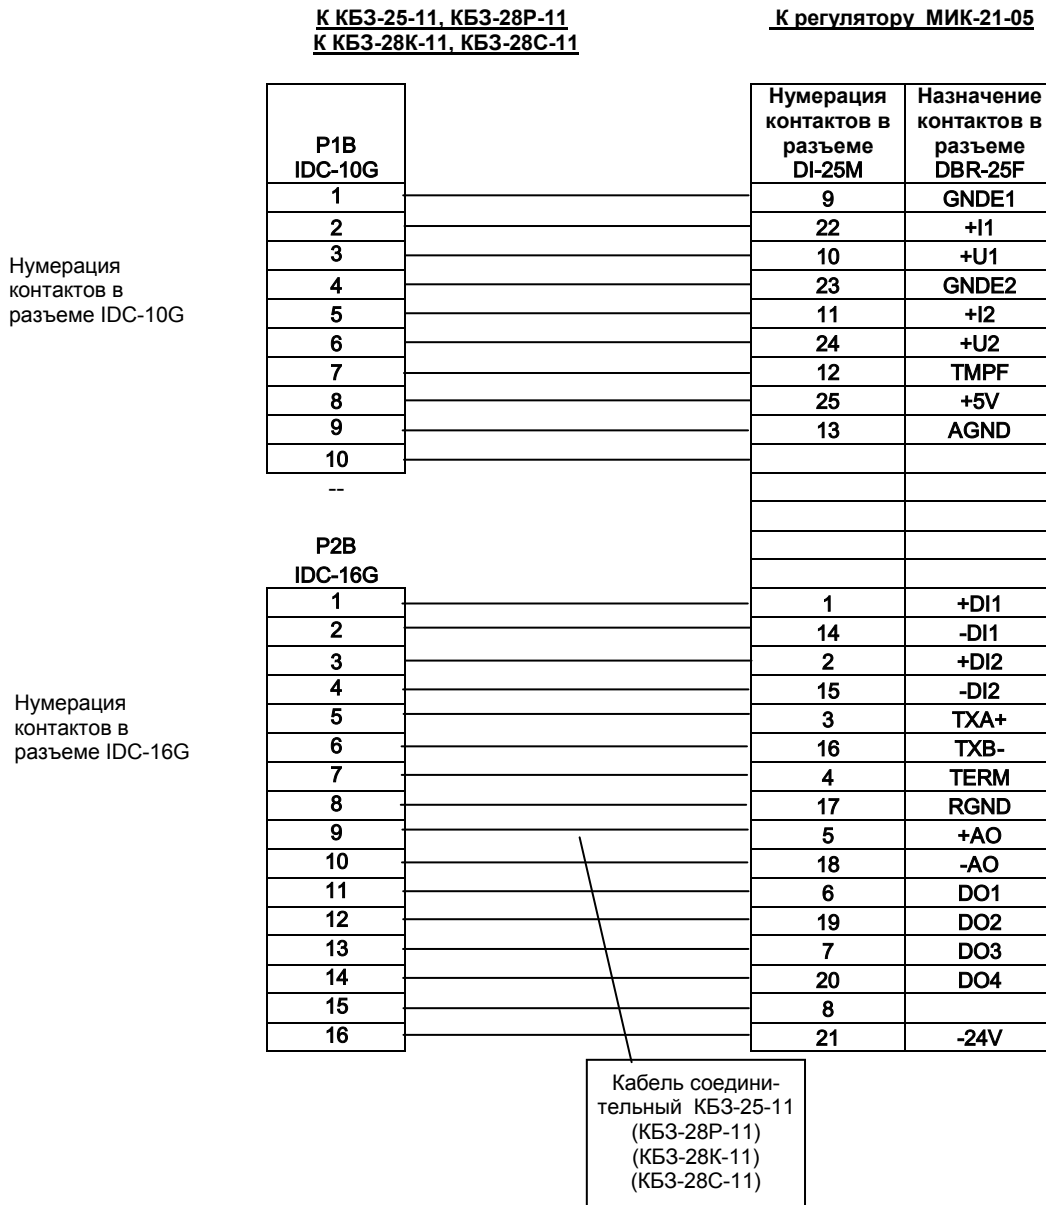 К КБЗ-25-11, КБЗ-28Р-11
К КБЗ-28К-11, КБЗ-28С-11
К регулятору МИК-21-05
P1B
IDC-10G
Нумерация
контактов в
разъеме
DI-25M
Назначение
контактов в
разъеме
DBR-25F
1 9 GNDE1
2 22 +I1
3 10 +U1
4 23 GNDE2
5 11 +I2
6 24 +U2
7 12 TMPF
8 25 +5V
9 13 AGND
10
--
Нумерация
контактов в
разъеме IDC-10G
P2B
IDC-16G
1 1 +DI1
2 14 -DI1
3 2 +DI2
4 15 -DI2
5 3 TXA+
6 16 TXB-
7 4 TERM
8 17 RGND
9 5 +AO
10 18 -AO
11 6 DO1
12 19 DO2
13 7 DO3
14 20 DO4
15 8
16 21 -24V
Нумерация
контактов в
разъеме IDC-16G
Кабель соедини-
тельный КБЗ-25-11
(КБЗ-28Р-11)
(КБЗ-28К-11)
(КБЗ-28С-11)